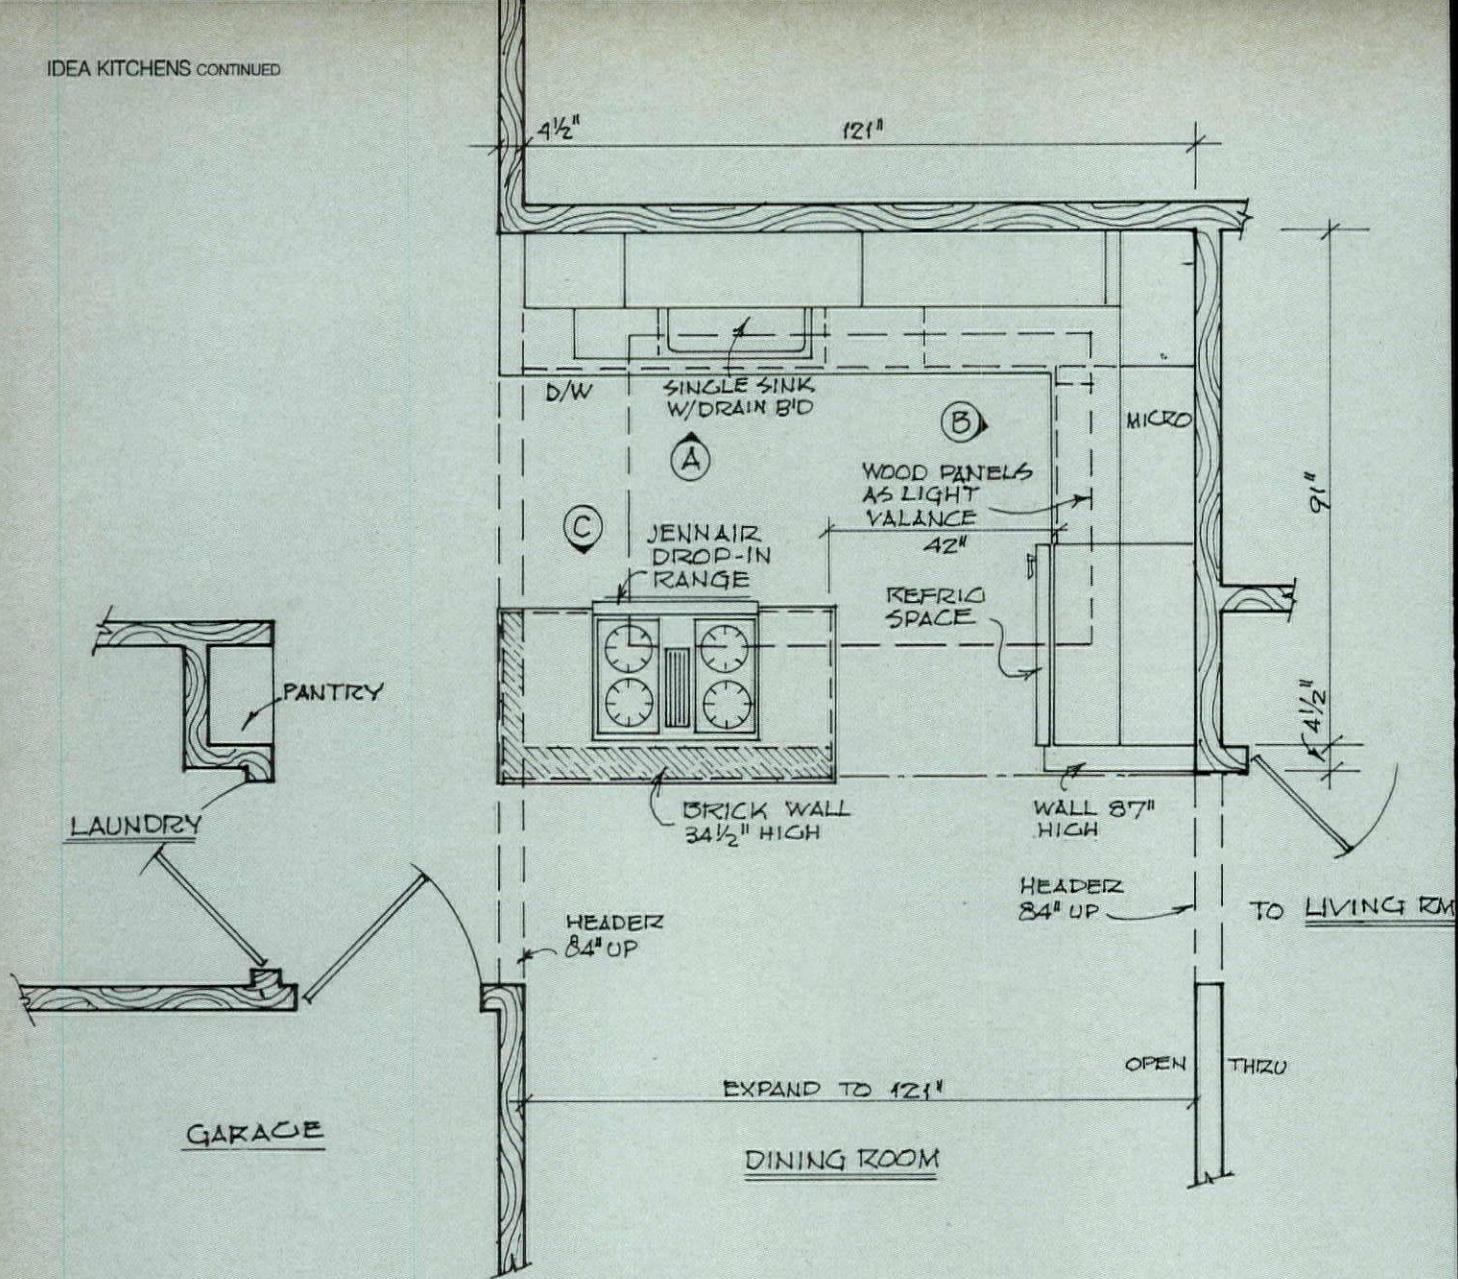 IDEA KITCHENS CONTINUED
4½" 121"
D/W
SINGLE SINK
W/DRAIN B'D
A
B
MICRO
WOOD PANELS
AS LIGHT
VALANCE
42"
91"
C
JENNAIR
DROP-IN
RANGE
REFRIG
SPACE
PANTRY
4½"
LAUNDRY
BRICK WALL
34½" HIGH
WALL 87"
HIGH
HEADER
84" UP
TO LIVING RM
HEADER
84" UP
OPEN THRU
EXPAND TO 121"
GARAGE
DINING ROOM